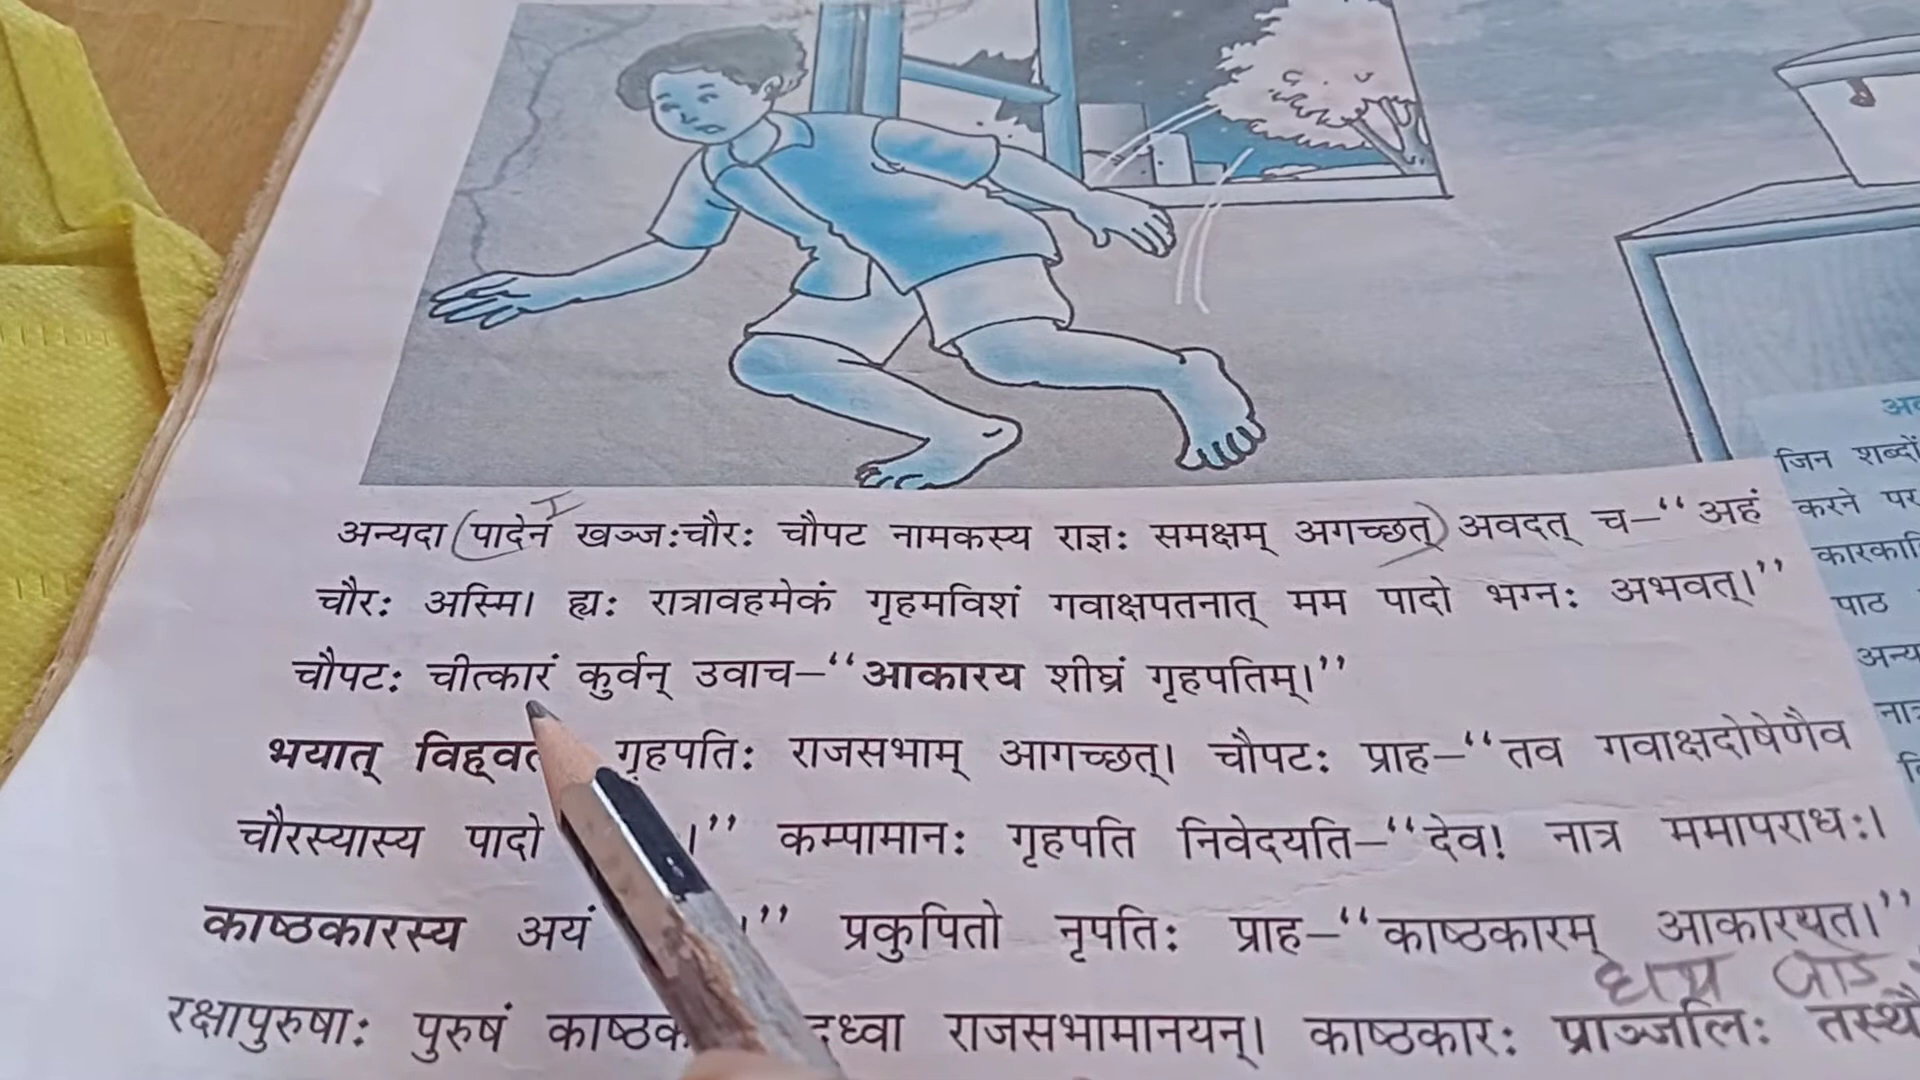 अन्यदा (पादेन खञ्जःचौरः चौपट नामकस्य राज्ञः समक्षम् अगच्छत्) अवदत् च–“अहं
चौरः अस्मि। ह्यः रात्रावहमेकं गृहमविशं गवाक्षपतनात् मम पादो भग्नः अभवत्।”
चौपटः चीत्कारं कुर्वन् उवाच–“आकारय शीघ्रं गृहपतिम्।”
भयात् गृहपतिः राजसभाम् आगच्छत्। चौपटः प्राह–“तव गवाक्षदोषेणैव
चौरस्यास्य पादो ।” कम्पामानः गृहपति निवेदयति–“देव! नात्र ममापराधः।
काष्ठकारस्य अयं ।” प्रकुपितो नृपतिः प्राह–“काष्ठकारम् आकारयत।”
रक्षापुरुषाः पुरुषं राजसभामानयन्। काष्ठकारः प्राञ्जलिः
जिन शब्दों
करने पर
पाठ